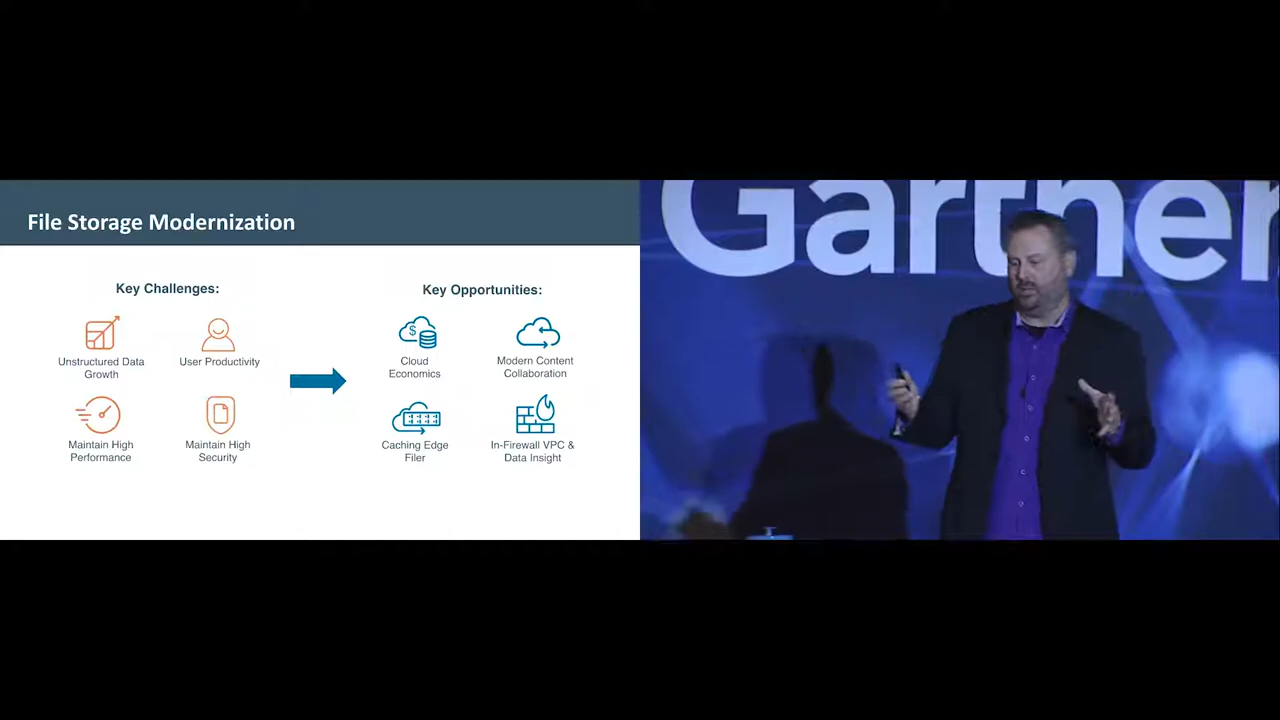 File Storage Modernization
Key Challenges:
Unstructured Data
Growth
User Productivity
Maintain High
Performance
Maintain High
Security
Key Opportunities:
$
Cloud
Economics
Modern Content
Collaboration
Caching Edge
Filer
In-Firewall VPC &
Data Insight
Gartner